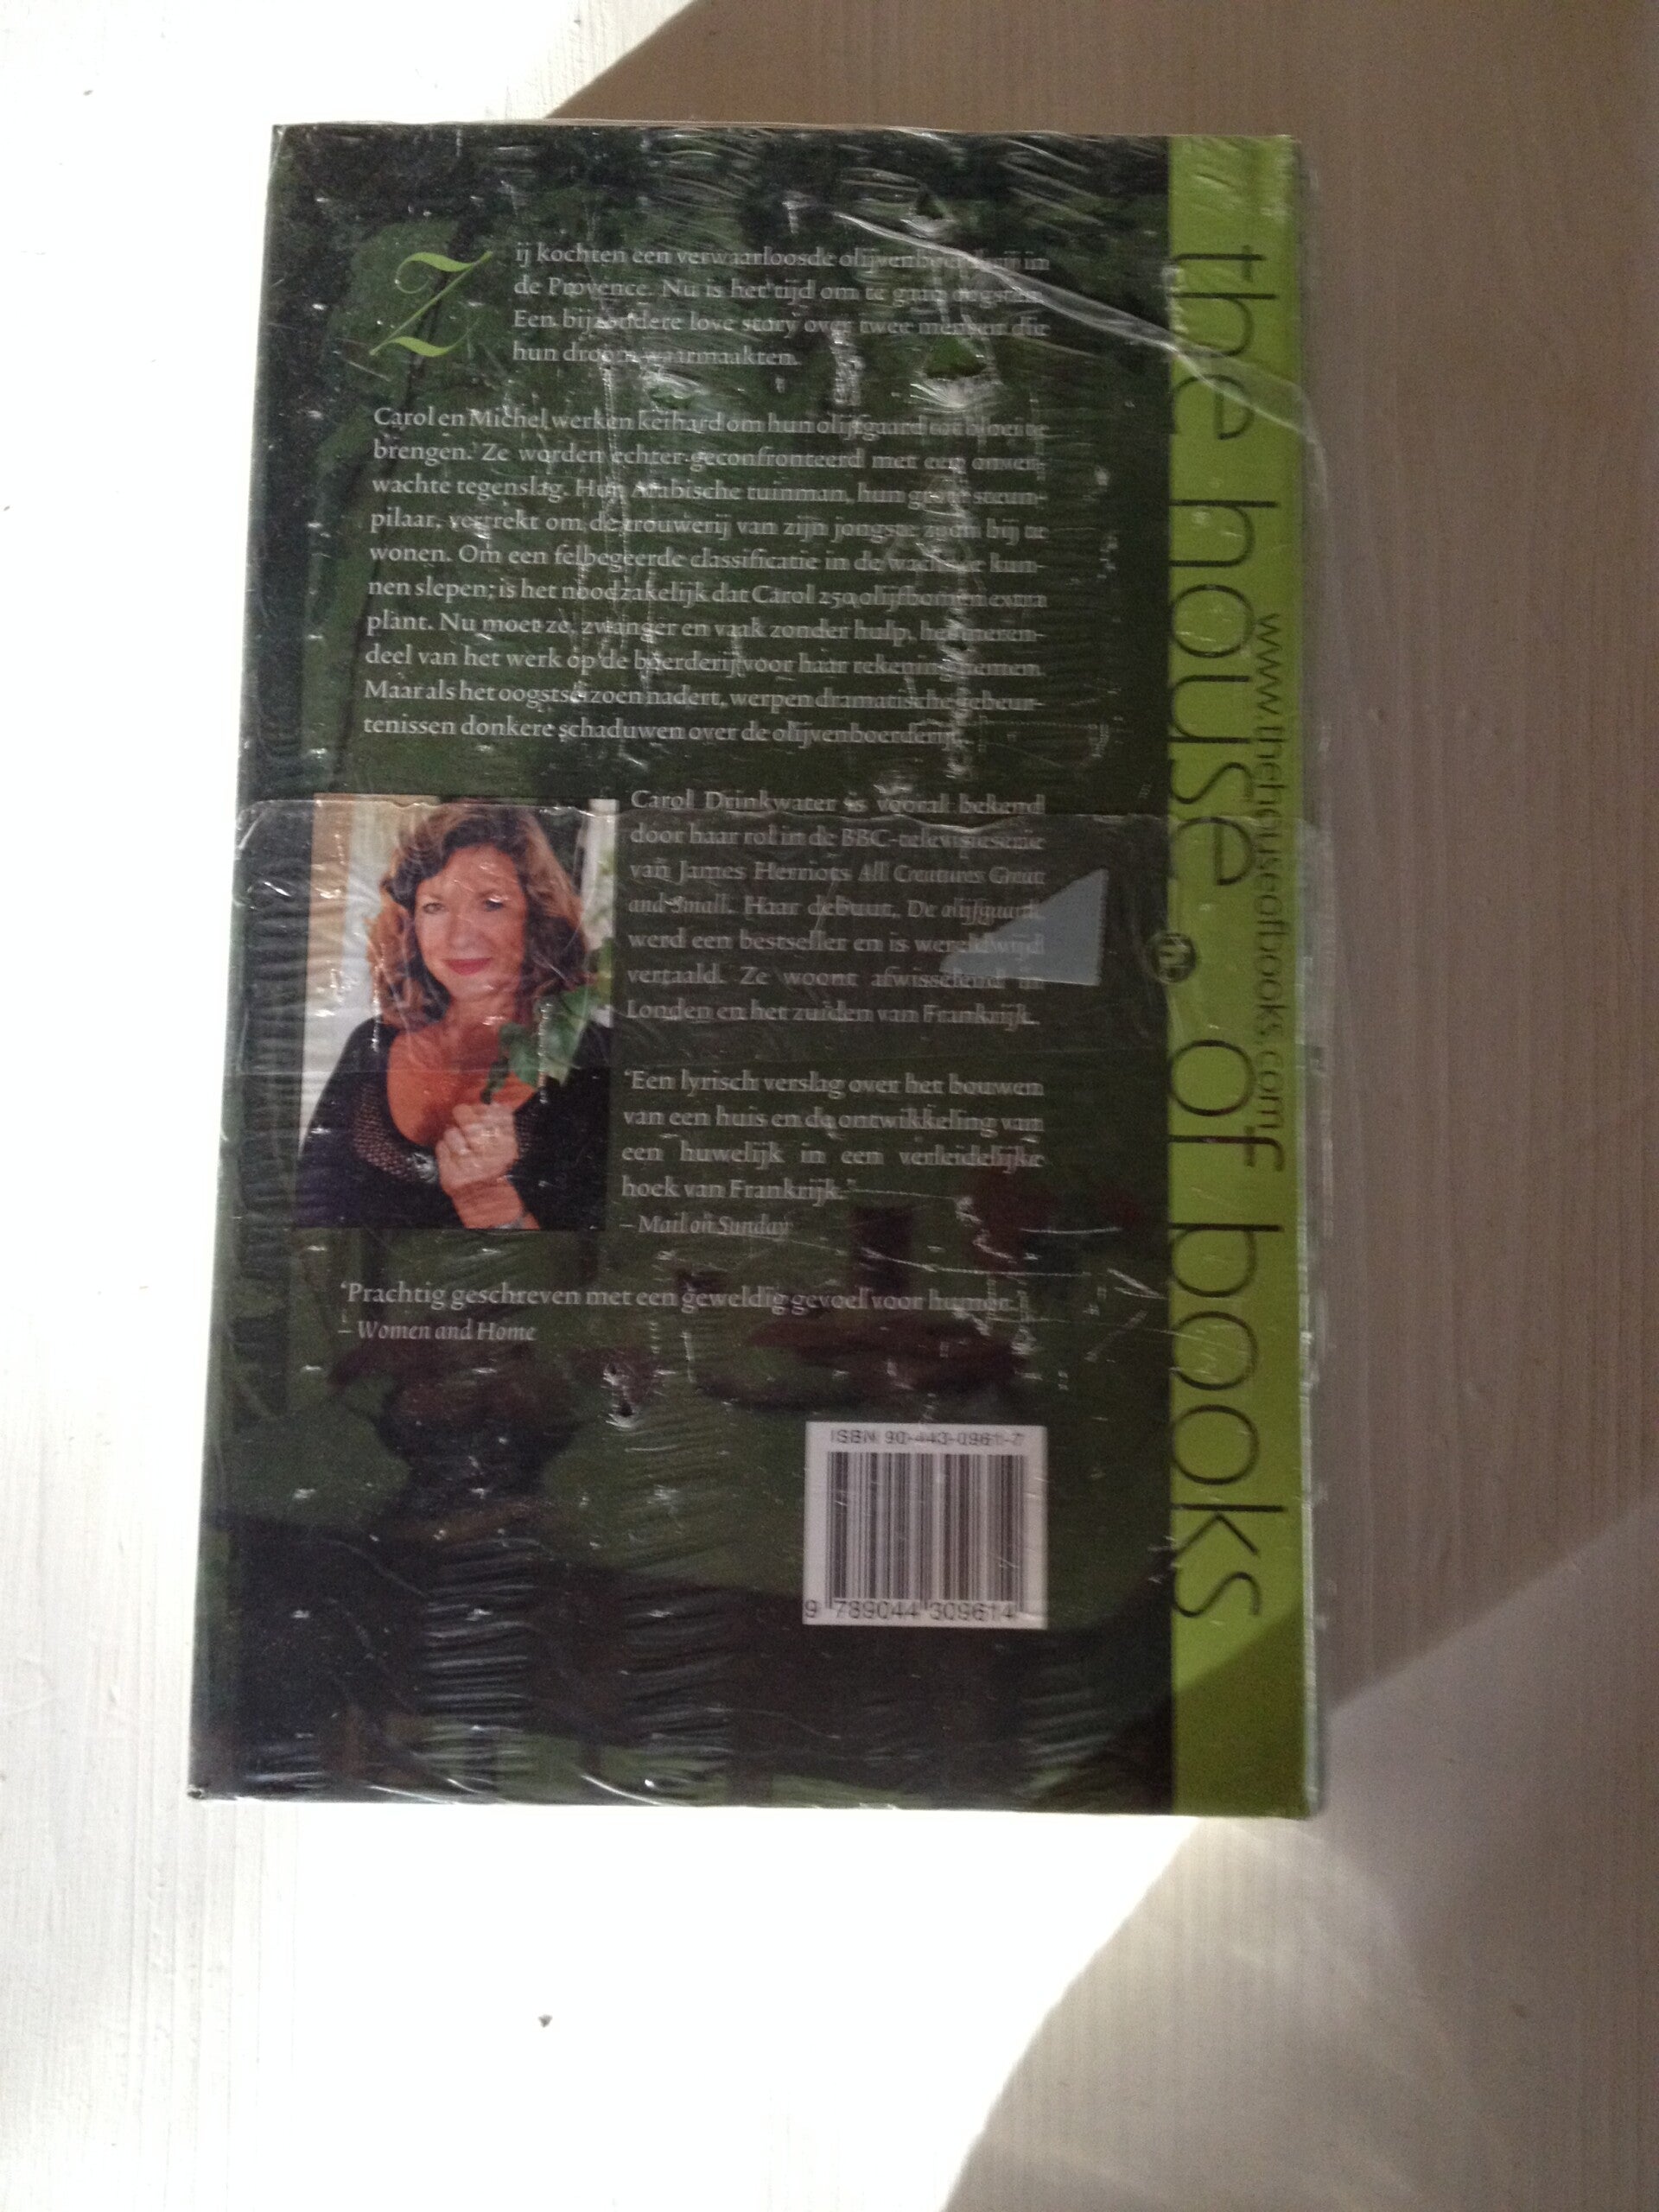 Zij kochten een verwaarloosde olijvenboerderij in
de Provence. Nu is het tijd om te gaan oogsten.
Een bijzondere love story over twee mensen die
hun droom waarmaakten.
Carol en Michel werken keihard om hun olijfgaard tot bloei te
brengen. Ze worden echter geconfronteerd met een onver-
wachte tegenslag. Hun Arabische tuinman, hun grote steun-
pilaar, vertrekt om de trouwerij van zijn jongste zoon bij te
wonen. Om een felbegeerde classificatie in de wacht te kun-
nen slepen, is het noodzakelijk dat Carol 250 olijfbomen extra
plant. Nu moet ze, zwanger en vaak zonder hulp, het meren-
deel van het werk op de boerderij voor haar rekening nemen.
Maar als het oogstseizoen nadert, werpen dramatische gebeur-
tenissen donkere schaduwen over de olijvenboerderij.
Carol Drinkwater is vooral bekend
door haar rol in de BBC-televisieserie
van James Herriots All Creatures Great
and Small. Haar debuut, De olijfgaard,
werd een bestseller en is wereldwijd
vertaald. Ze woont afwisselend in
Londen en het zuiden van Frankrijk.
'Een lyrisch verslag over het bouwen
van een huis en de ontwikkeling van
een huwelijk in een verleidelijke
hoek van Frankrijk.'
– Mail on Sunday
'Prachtig geschreven met een geweldig gevoel voor humor.'
– Women and Home
ISBN 90-443-0961-7
9 789044 309614
the house of books
www.thehouseofbooks.com